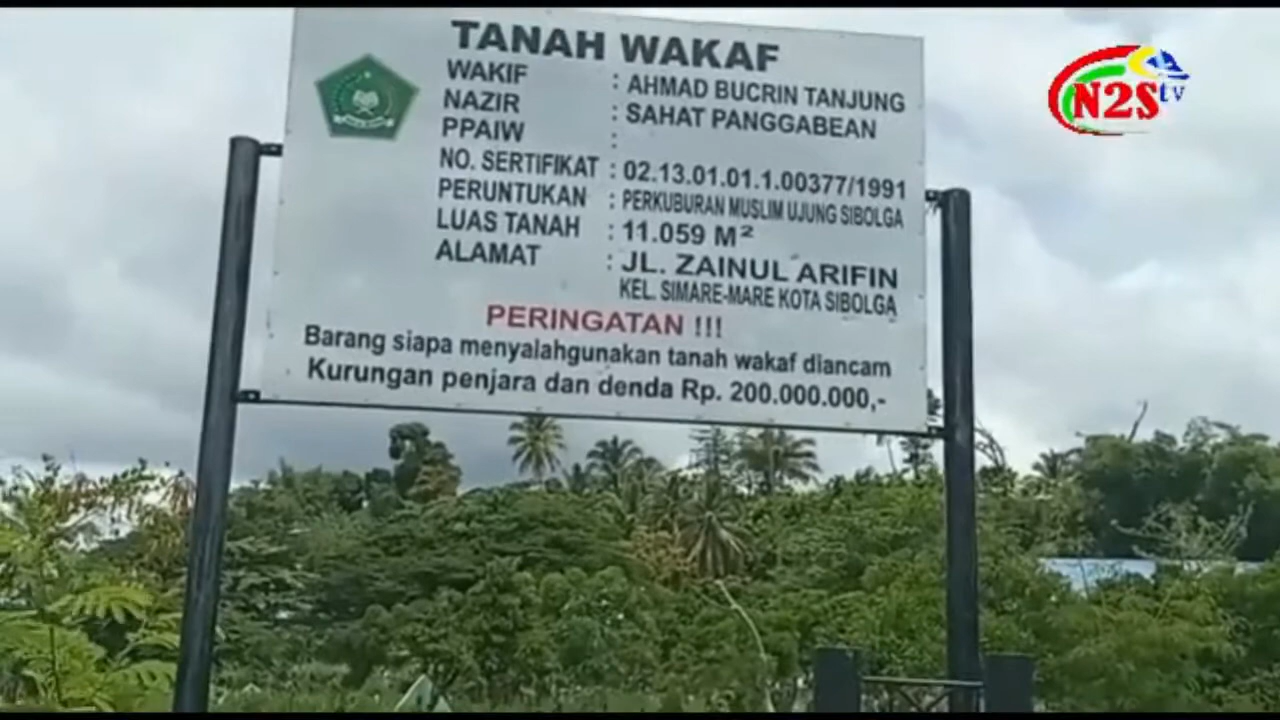 TANAH WAKAF
WAKIF : AHMAD BUCRIN TANJUNG
NAZIR : SAHAT PANGGABEAN
PPAIW :
NO. SERTIFIKAT : 02.13.01.01.1.00377/1991
PERUNTUKAN : PERKUBURAN MUSLIM UJUNG SIBOLGA
LUAS TANAH : 11.059 M²
ALAMAT : JL. ZAINUL ARIFIN
KEL. SIMARE-MARE KOTA SIBOLGA
PERINGATAN !!!
Barang siapa menyalahgunakan tanah wakaf diancam
Kurungan penjara dan denda Rp. 200.000.000,-
N2S tv